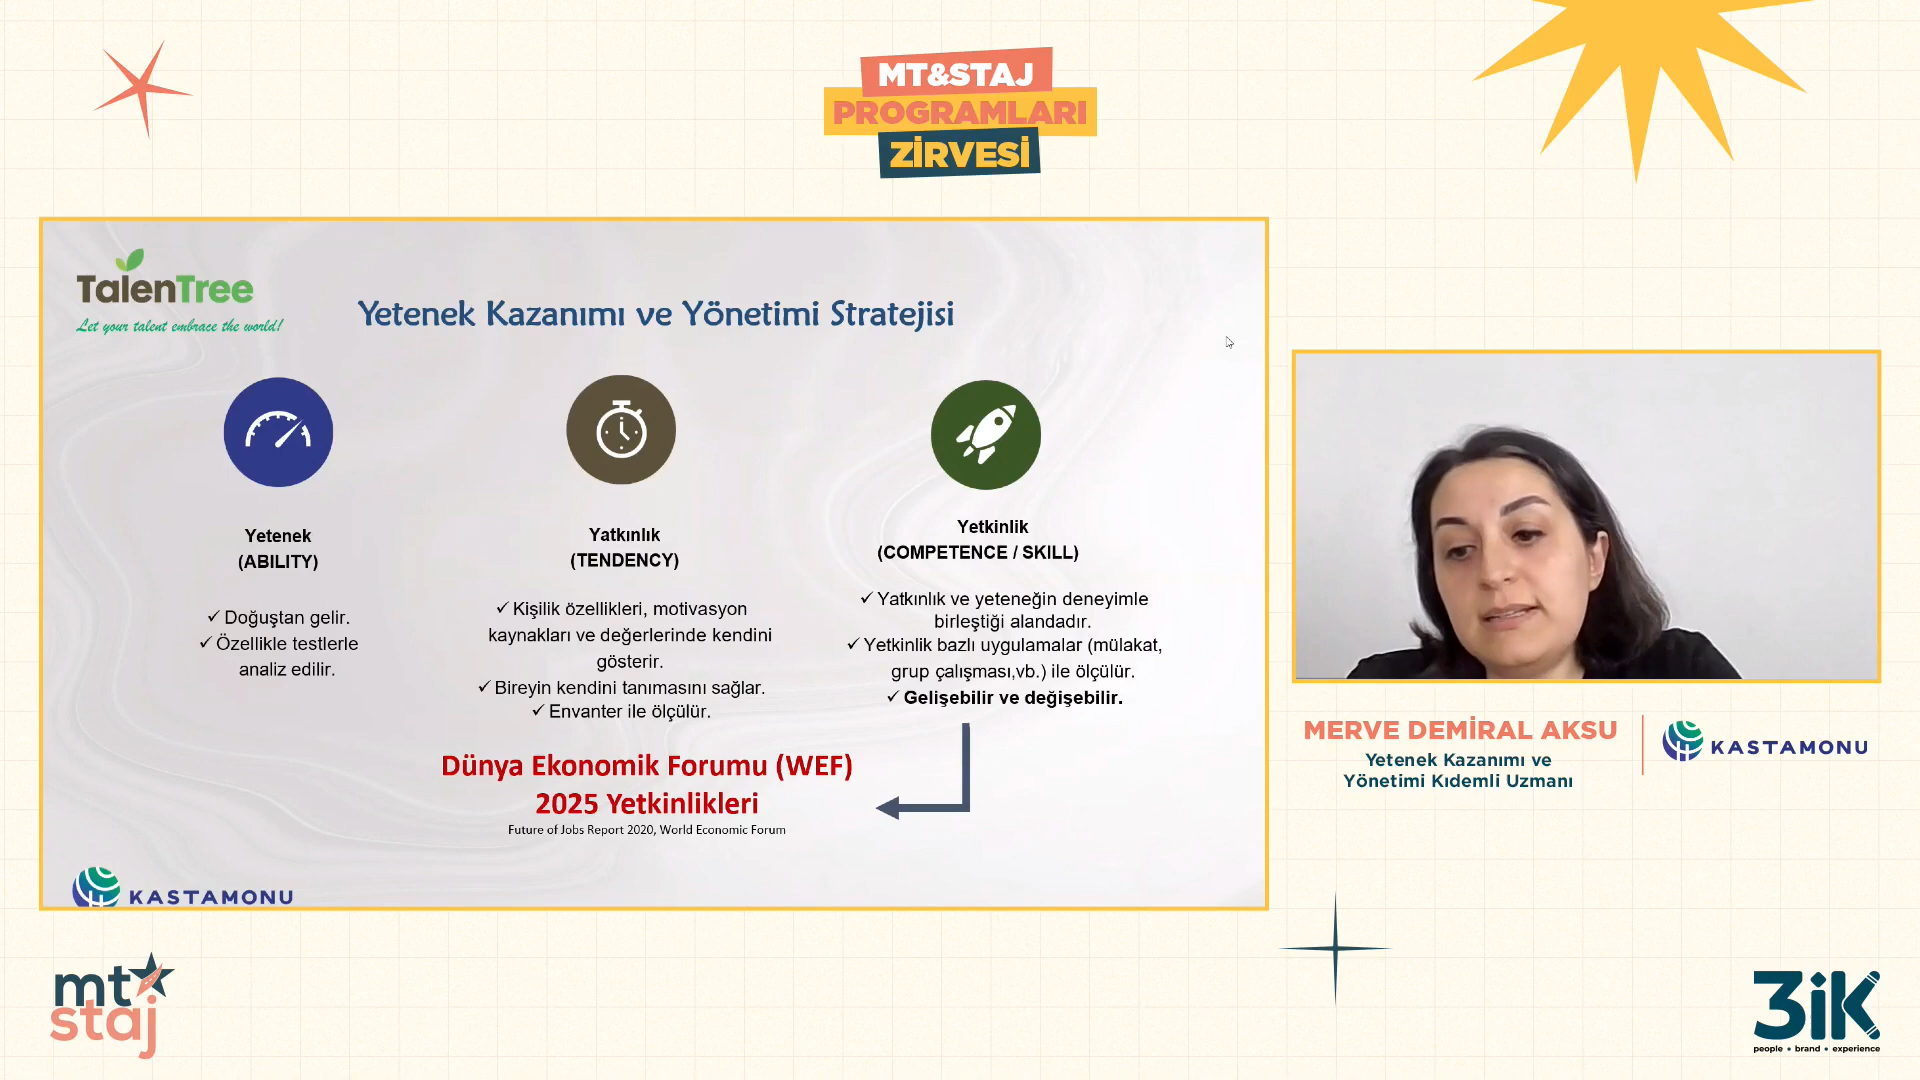 MT&STAJ
PROGRAMLARI
ZİRVESİ
TalenTree
Let your talent embrace the world!
Yetenek Kazanımı ve Yönetimi Stratejisi
Yetenek
(ABILITY)
✓ Doğuştan gelir.
✓ Özellikle testlerle
analiz edilir.
Yatkınlık
(TENDENCY)
✓ Kişilik özellikleri, motivasyon
kaynakları ve değerlerinde kendini
gösterir.
✓ Bireyin kendini tanımasını sağlar.
✓ Envanter ile ölçülür.
Yetkinlik
(COMPETENCE / SKILL)
✓ Yatkınlık ve yeteneğin deneyimle
birleştiği alandadır.
✓ Yetkinlik bazlı uygulamalar (mülakat,
grup çalışması,vb.) ile ölçülür.
✓ Gelişebilir ve değişebilir.
Dünya Ekonomik Forumu (WEF)
2025 Yetkinlikleri
Future of Jobs Report 2020, World Economic Forum
KASTAMONU
MERVE DEMİRAL AKSU
Yetenek Kazanımı ve
Yönetimi Kıdemli Uzmanı
KASTAMONU
mt
staj
3iK
people • brand • experience